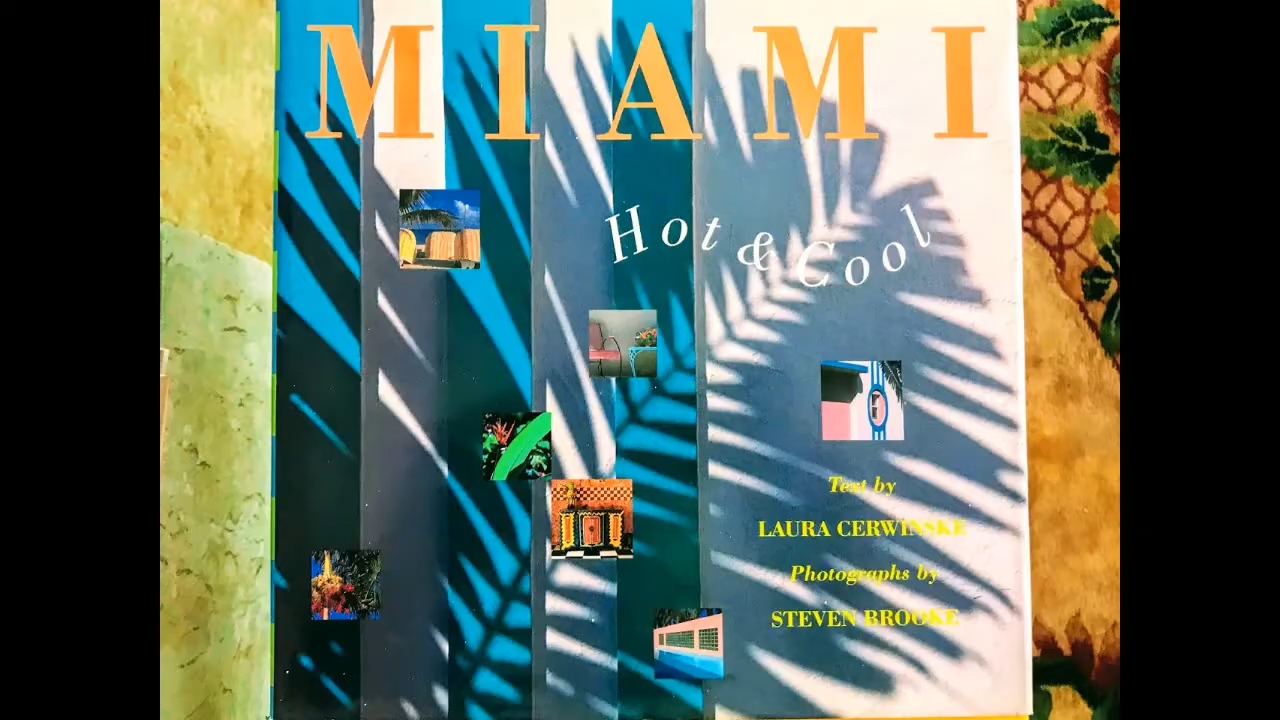 MIAMI
Hot & Cool
Text by
LAURA CERWINSKE
Photographs by
STEVEN BROOKE